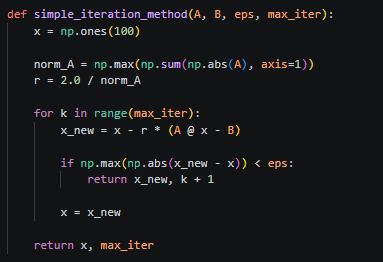 def simple_iteration_method(A, B, eps, max_iter):
    x = np.ones(100)

    norm_A = np.max(np.sum(np.abs(A), axis=1))
    r = 2.0 / norm_A

    for k in range(max_iter):
        x_new = x - r * (A @ x - B)

        if np.max(np.abs(x_new - x)) < eps:
            return x_new, k + 1

        x = x_new

    return x, max_iter